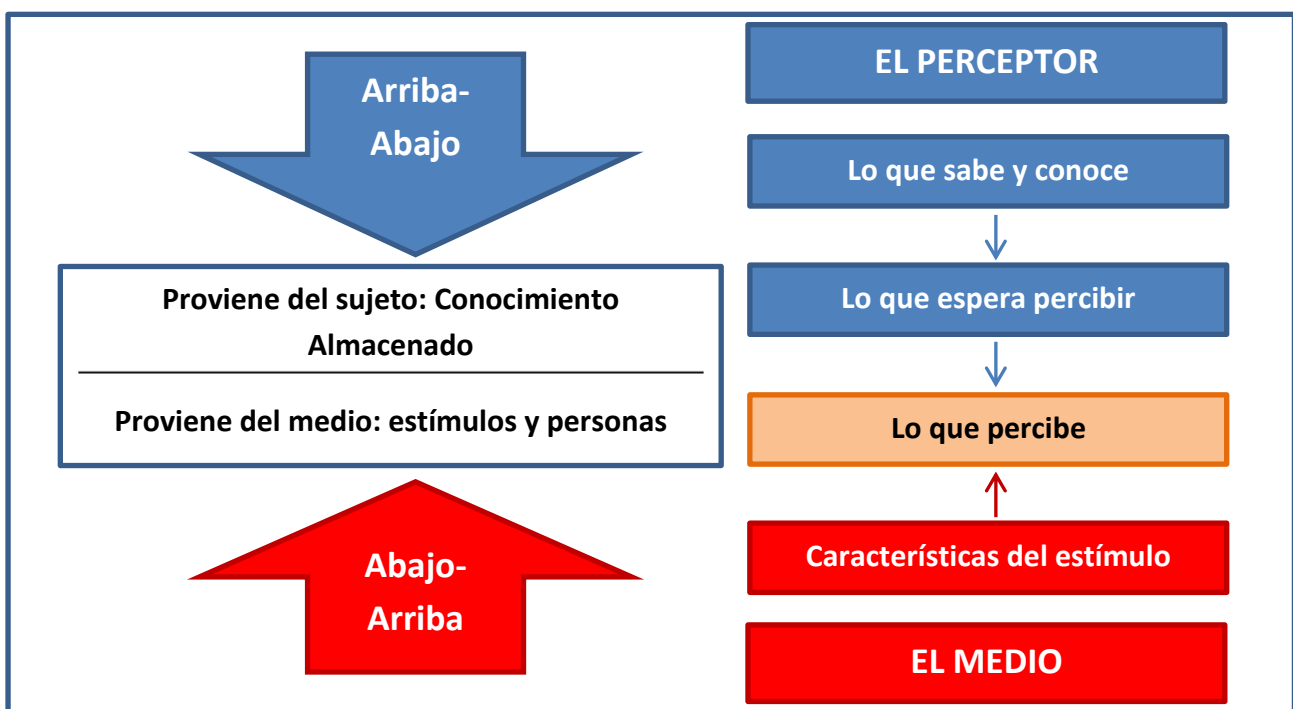 Arriba-
Abajo
Proviene del sujeto: Conocimiento
Almacenado
Proviene del medio: estímulos y personas
Abajo-
Arriba
EL PERCEPTOR
Lo que sabe y conoce
Lo que espera percibir
Lo que percibe
Características del estímulo
EL MEDIO